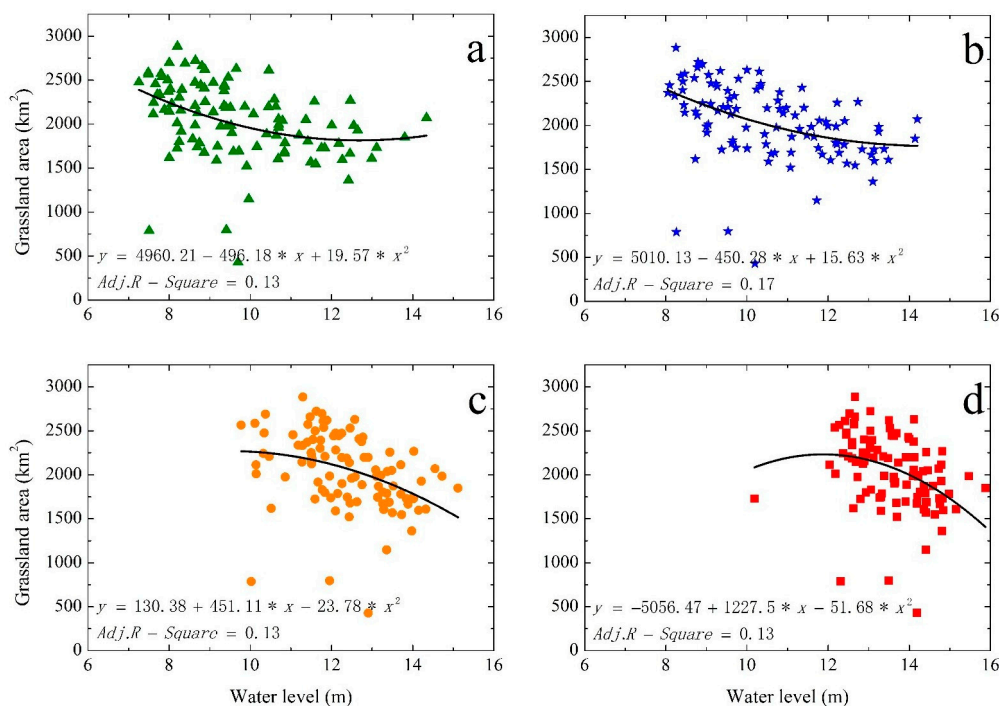 Grassland area (km²)
3000
2500
2000
1500
1000
500
0
a
y = 4960.21 − 496.18 * x + 19.57 * x²
Adj.R − Square = 0.13
6 8 10 12 14 16
3000
2500
2000
1500
1000
500
0
b
y = 5010.13 − 450.28 * x + 15.63 * x²
Adj.R − Square = 0.17
6 8 10 12 14 16
Grassland area (km²)
3000
2500
2000
1500
1000
500
0
c
y = 130.38 + 451.11 * x − 23.78 * x²
Adj.R − Squarc = 0.13
6 8 10 12 14 16
Water level (m)
3000
2500
2000
1500
1000
500
0
d
y = −5056.47 + 1227.5 * x − 51.68 * x²
Adj.R − Square = 0.13
6 8 10 12 14 16
Water level (m)